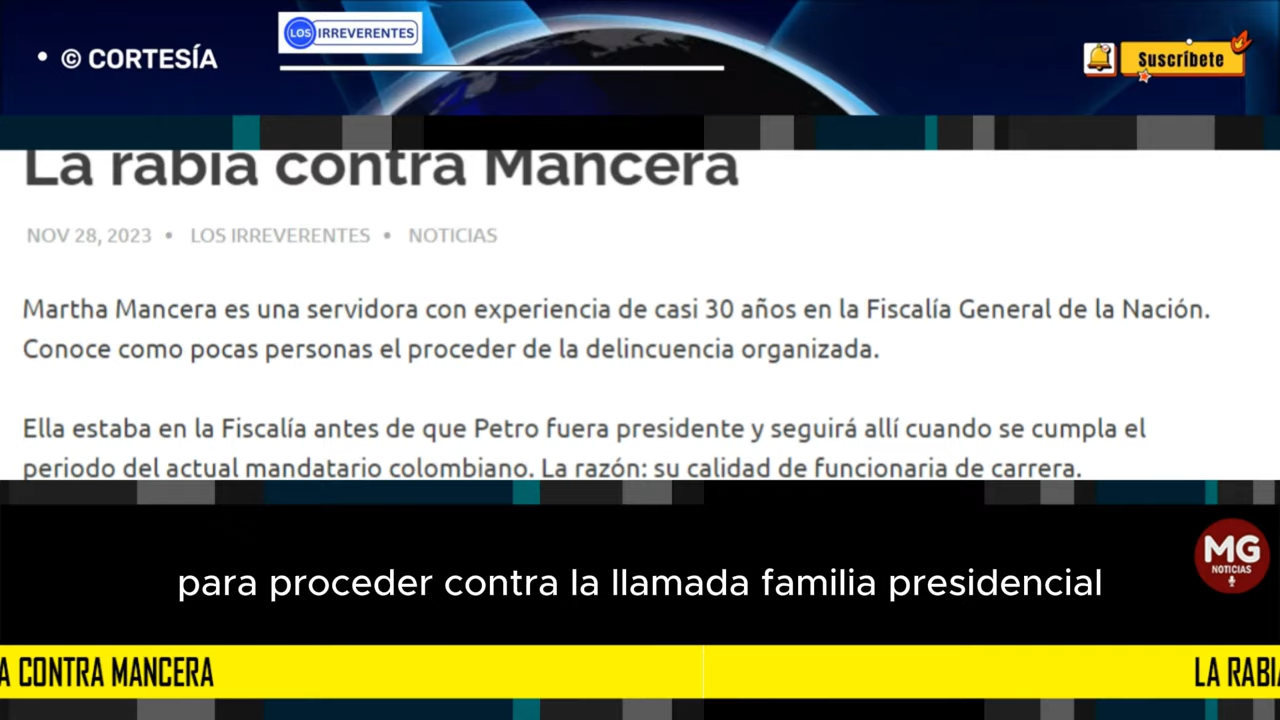 • © CORTESÍA
LOS IRREVERENTES
Suscríbete
La rabia contra Mancera
NOV 28, 2023 • LOS IRREVERENTES • NOTICIAS
Martha Mancera es una servidora con experiencia de casi 30 años en la Fiscalía General de la Nación.
Conoce como pocas personas el proceder de la delincuencia organizada.
Ella estaba en la Fiscalía antes de que Petro fuera presidente y seguirá allí cuando se cumpla el
periodo del actual mandatario colombiano. La razón: su calidad de funcionaria de carrera.
MG
NOTICIAS
para proceder contra la llamada familia presidencial
A CONTRA MANCERA
LA RABIA